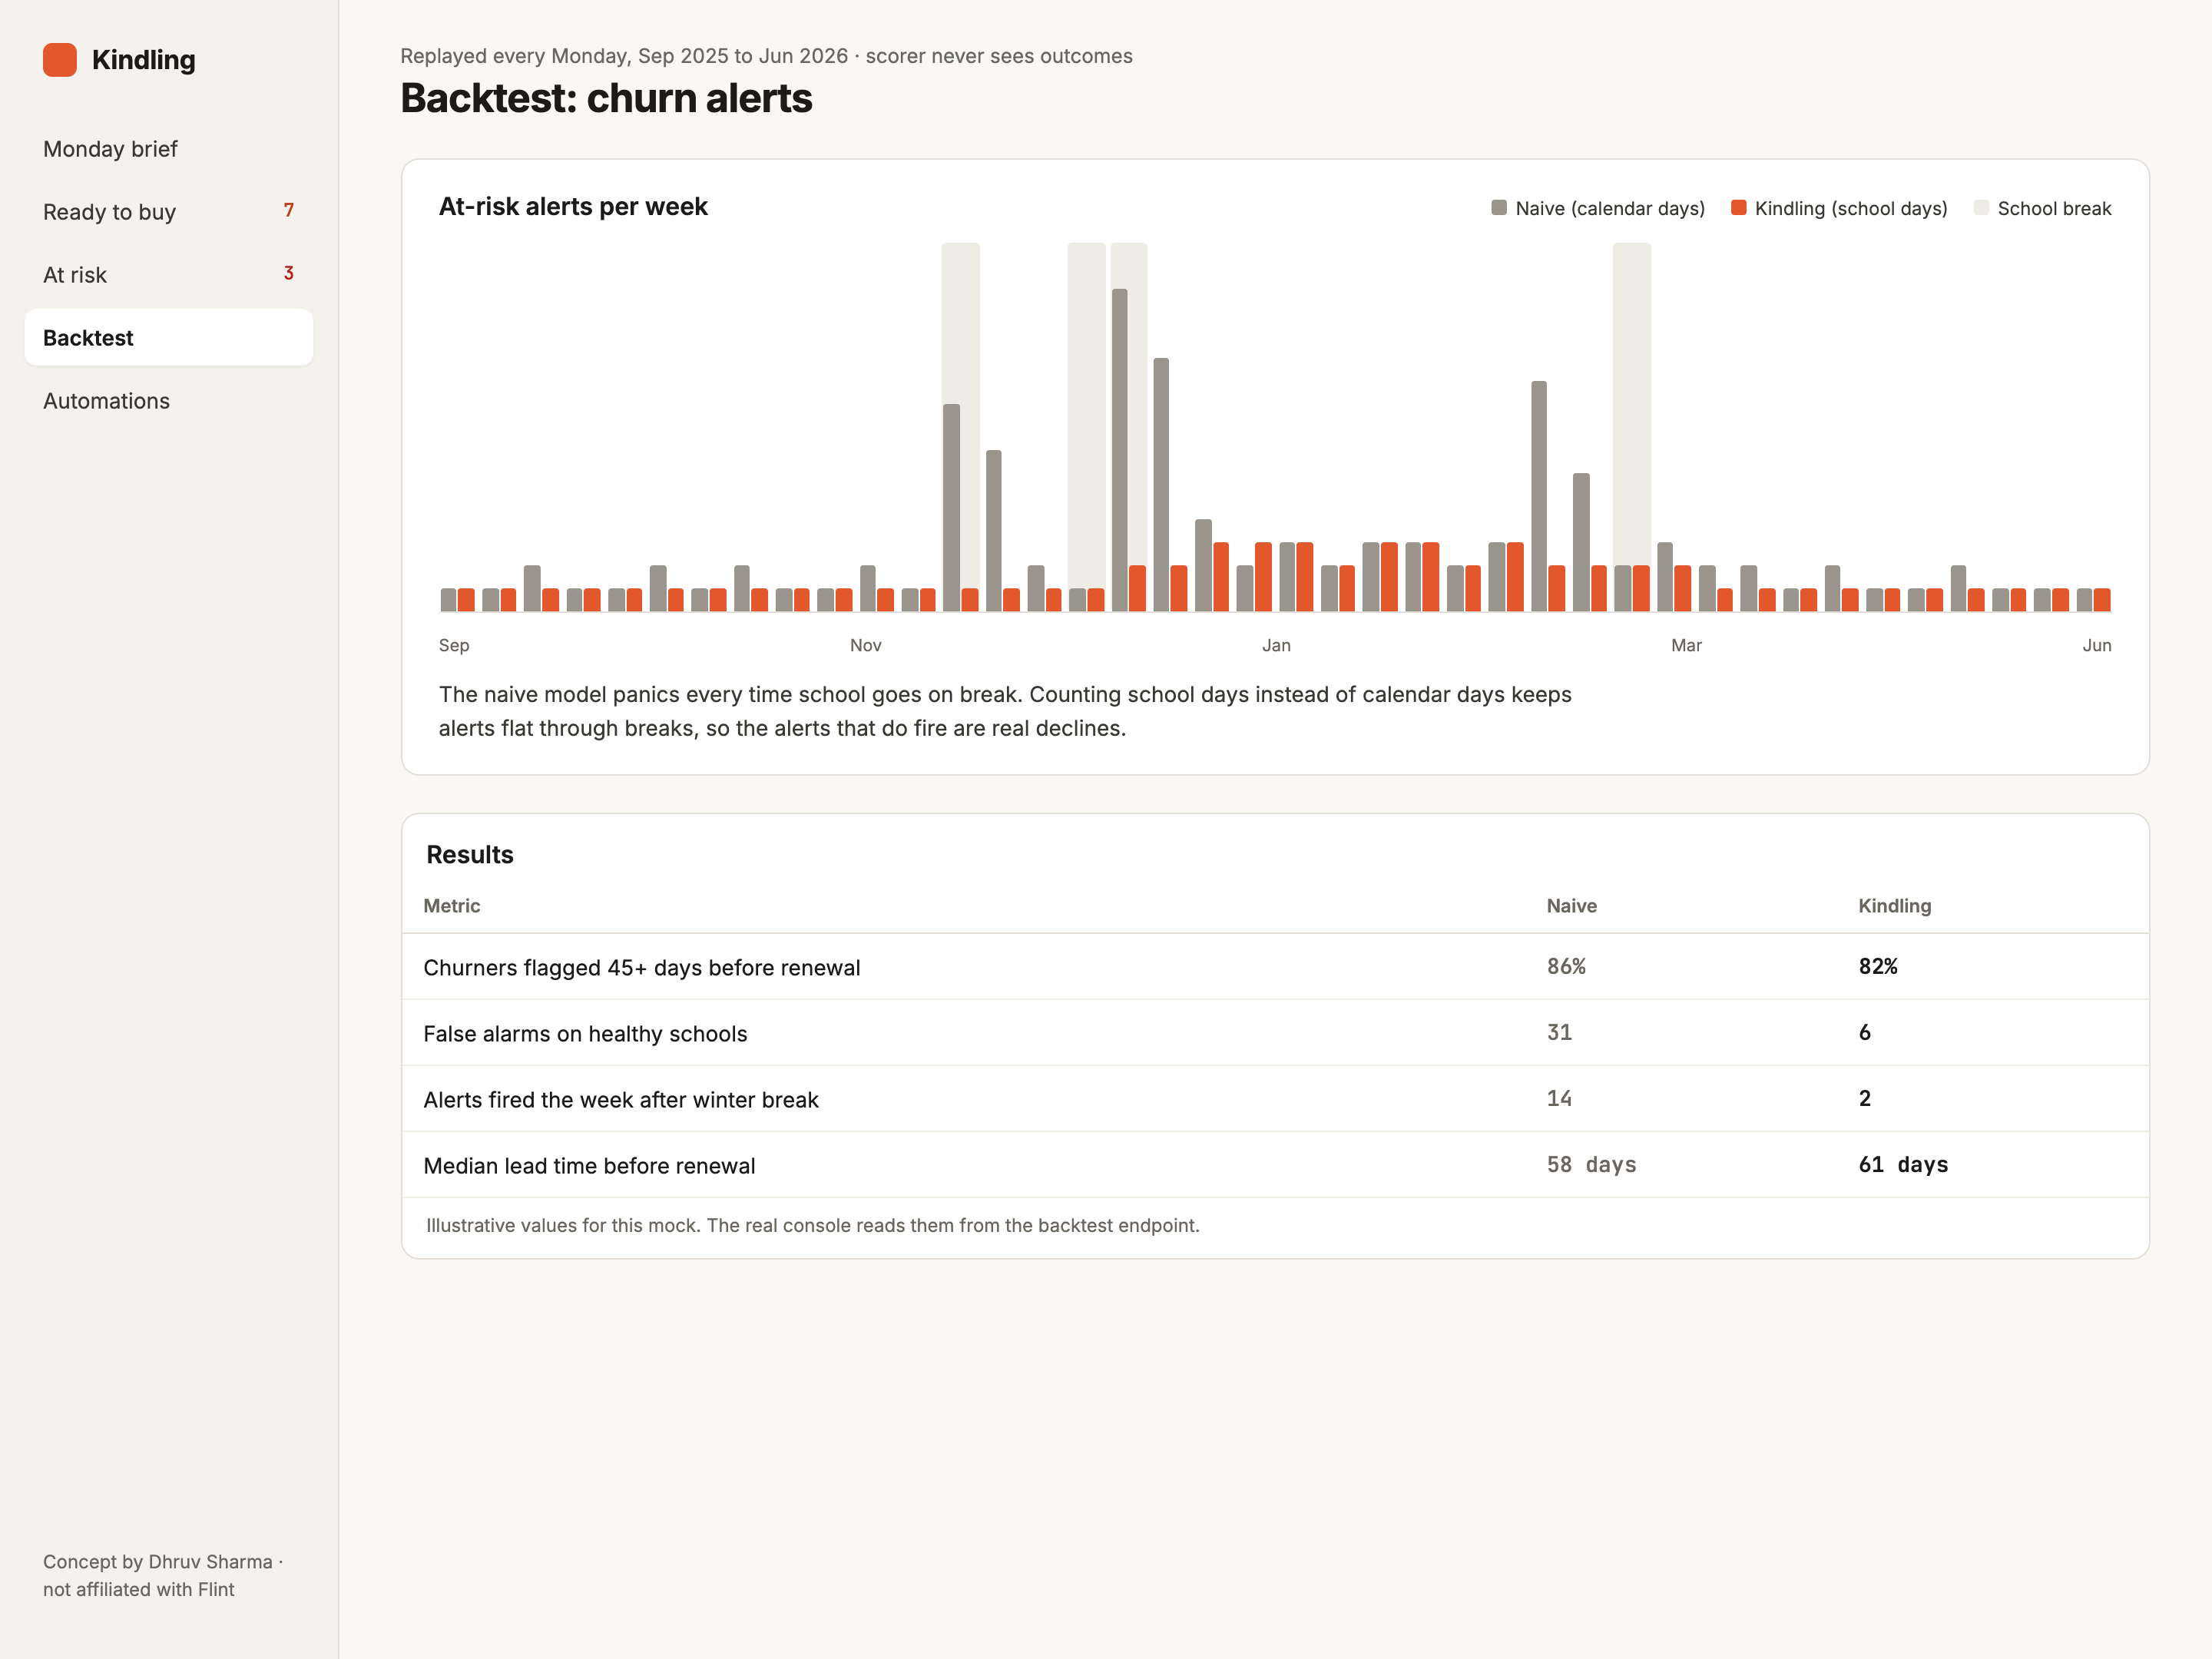 Kindling
Monday brief
Ready to buy 7
At risk 3
Backtest
Automations
Concept by Dhruv Sharma ·
not affiliated with Flint
Replayed every Monday, Sep 2025 to Jun 2026 · scorer never sees outcomes
Backtest: churn alerts
At-risk alerts per week
Naive (calendar days) Kindling (school days) School break
Sep Nov Jan Mar Jun
The naive model panics every time school goes on break. Counting school days instead of calendar days keeps
alerts flat through breaks, so the alerts that do fire are real declines.
Results
Metric Naive Kindling
Churners flagged 45+ days before renewal 86% 82%
False alarms on healthy schools 31 6
Alerts fired the week after winter break 14 2
Median lead time before renewal 58 days 61 days
Illustrative values for this mock. The real console reads them from the backtest endpoint.